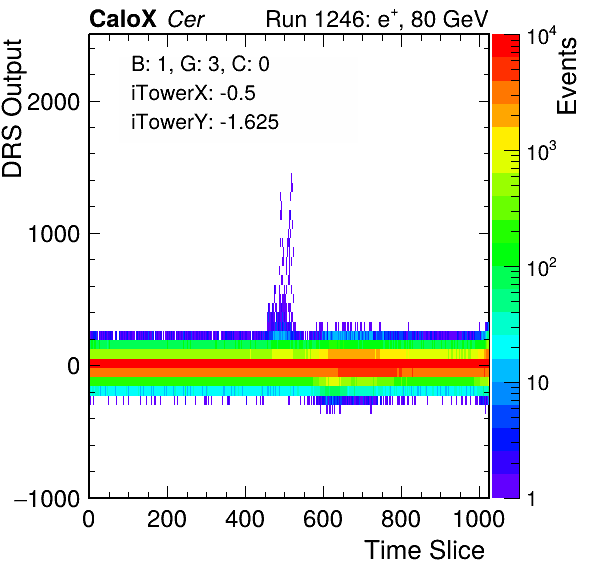 CaloX Cer Run 1246: e⁺, 80 GeV
B: 1, G: 3, C: 0
iTowerX: -0.5
iTowerY: -1.625
DRS Output
2000
1000
0
−1000
0 200 400 600 800 1000
Time Slice
Events
10⁴
10³
10²
10
1